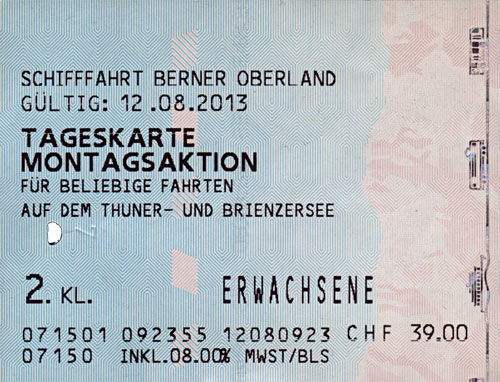 SCHIFFFAHRT BERNER OBERLAND
GÜLTIG: 12.08.2013
TAGESKARTE
MONTAGSAKTION
FÜR BELIEBIGE FAHRTEN
AUF DEM THUNER- UND BRIENZERSEE
2. KL. ERWACHSENE
071501 092355 12080923 CHF 39.00
07150 INKL.08.00% MWST/BLS